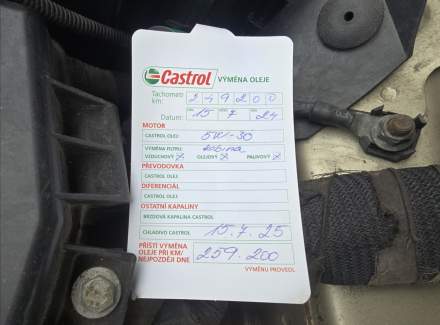 Castrol VÝMĚNA OLEJE
Tachometr km: 249200
Datum: 15 7 24
MOTOR
CASTROL OLEJ 5W-30
VÝMĚNA FILTRU
VZDUCHOVÝ X OLEJOVÝ X PALIVOVÝ X
PŘEVODOVKA
CASTROL OLEJ
DIFERENCIÁL
CASTROL OLEJ
OSTATNÍ KAPALINY
BRZDOVÁ KAPALINA CASTROL
CHLADIVO CASTROL 15.7.25
PŘÍŠTÍ VÝMĚNA
OLEJE PŘI KM/ 259.200
NEJPOZDĚJI DNE
VÝMĚNU PROVEDL